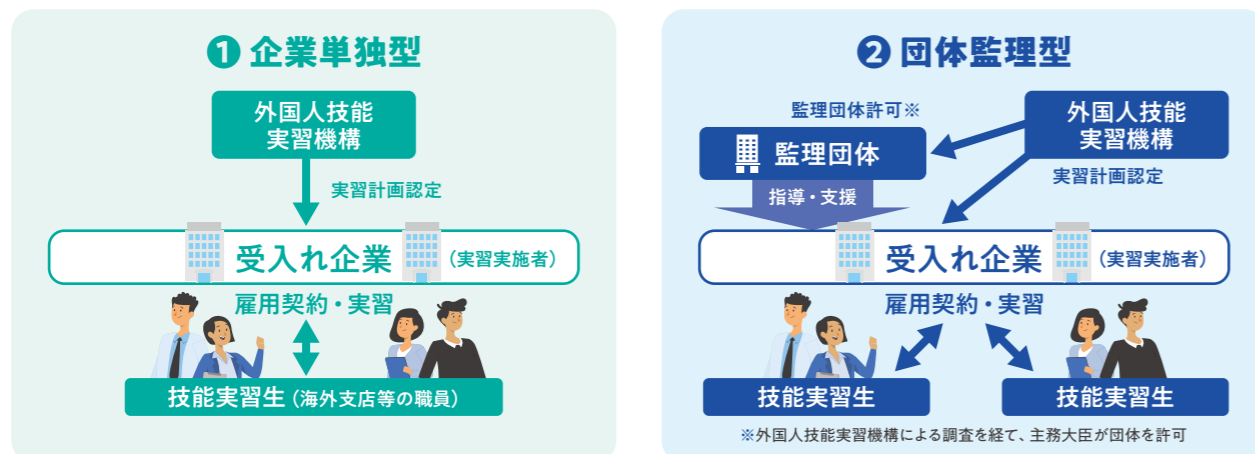 ❶ 企業単独型
外国人技能
実習機構
実習計画認定
受入れ企業 (実習実施者)
雇用契約・実習
技能実習生 (海外支店等の職員)
❷ 団体監理型
監理団体許可※
外国人技能
実習機構
監理団体
実習計画認定
指導・支援
受入れ企業 (実習実施者)
雇用契約・実習
技能実習生
技能実習生
※外国人技能実習機構による調査を経て、主務大臣が団体を許可